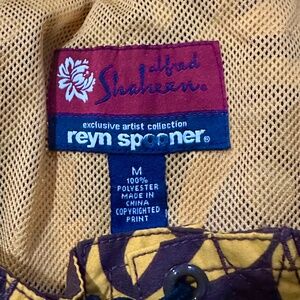 alfred
Shaheen®
exclusive artist collection
reyn spooner®
M
100%
POLYESTER
MADE IN
CHINA
COPYRIGHTED
PRINT